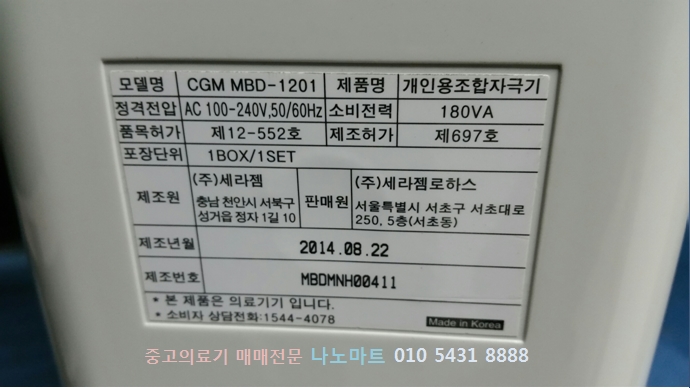 모델명 CGM MBD-1201 제품명 개인용조합자극기
정격전압 AC 100-240V,50/60Hz 소비전력 180VA
품목허가 제12-552호 제조허가 제697호
포장단위 1BOX/1SET
제조원 (주)세라젬 충남 천안시 서북구 성거읍 정자 1길 10 판매원 (주)세라젬로하스 서울특별시 서초구 서초대로 250, 5층(서초동)
제조년월 2014.08.22
제조번호 MBDMNH00411
* 본 제품은 의료기기 입니다.
* 소비자 상담전화:1544-4078 Made in Korea
중고의료기 매매전문 나노마트 010 5431 8888